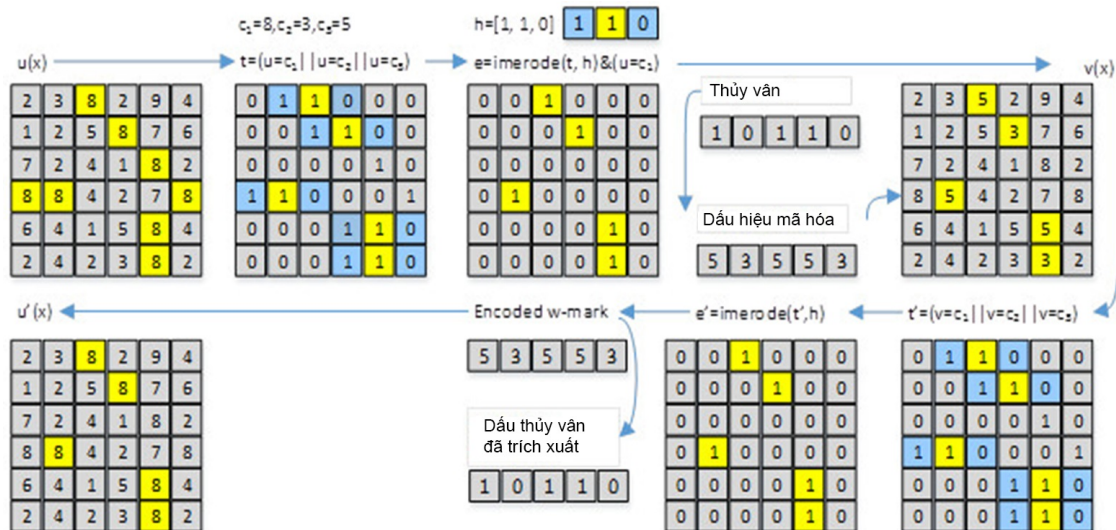 c₁=8,c₂=3,c₃=5
h=[1, 1, 0] 1 1 0
u(x)
t=(u=c₁||u=c₂||u=c₃)
e=imerode(t, h)&(u=c₁)
v(x)
2 3 8 2 9 4
1 2 5 8 7 6
7 2 4 1 8 2
8 8 4 2 7 8
6 4 1 5 8 4
2 4 2 3 8 2
0 1 1 0 0 0
0 0 1 1 0 0
0 0 0 0 1 0
1 1 0 0 0 1
0 0 0 1 1 0
0 0 0 1 1 0
0 0 1 0 0 0
0 0 0 1 0 0
0 0 0 0 0 0
0 1 0 0 0 0
0 0 0 0 1 0
0 0 0 0 1 0
Thủy vân
1 0 1 1 0
Dấu hiệu mã hóa
5 3 5 5 3
2 3 5 2 9 4
1 2 5 3 7 6
7 2 4 1 8 2
8 5 4 2 7 8
6 4 1 5 5 4
2 4 2 3 3 2
u'(x)
Encoded w-mark
e'=imerode(t',h)
t'=(v=c₁||v=c₂||v=c₃)
2 3 8 2 9 4
1 2 5 8 7 6
7 2 4 1 8 2
8 8 4 2 7 8
6 4 1 5 8 4
2 4 2 3 8 2
5 3 5 5 3
Dấu thủy vân
đã trích xuất
1 0 1 1 0
0 0 1 0 0 0
0 0 0 1 0 0
0 0 0 0 0 0
0 1 0 0 0 0
0 0 0 0 1 0
0 0 0 0 1 0
0 1 1 0 0 0
0 0 1 1 0 0
0 0 0 0 1 0
1 1 0 0 0 1
0 0 0 1 1 0
0 0 0 1 1 0